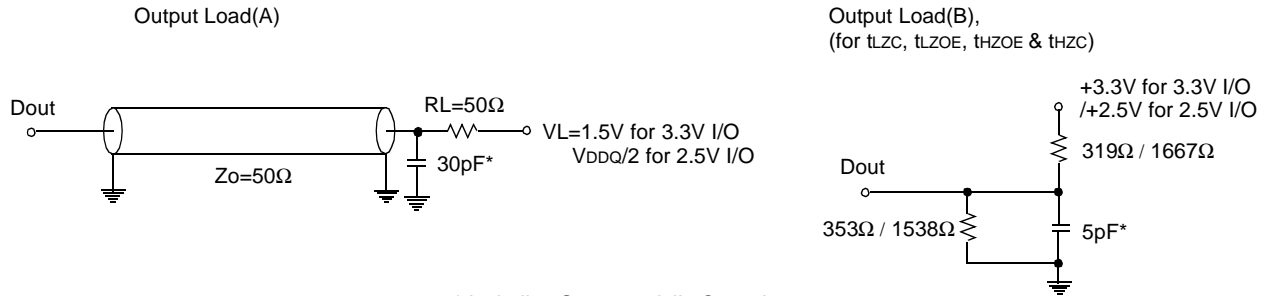 Output Load(A)
Dout
Zo=50Ω
RL=50Ω
30pF*
VL=1.5V for 3.3V I/O
VDDQ/2 for 2.5V I/O
Output Load(B),
(for tLZC, tLZOE, tHZOE & tHZC)
+3.3V for 3.3V I/O
/+2.5V for 2.5V I/O
319Ω / 1667Ω
Dout
353Ω / 1538Ω
5pF*